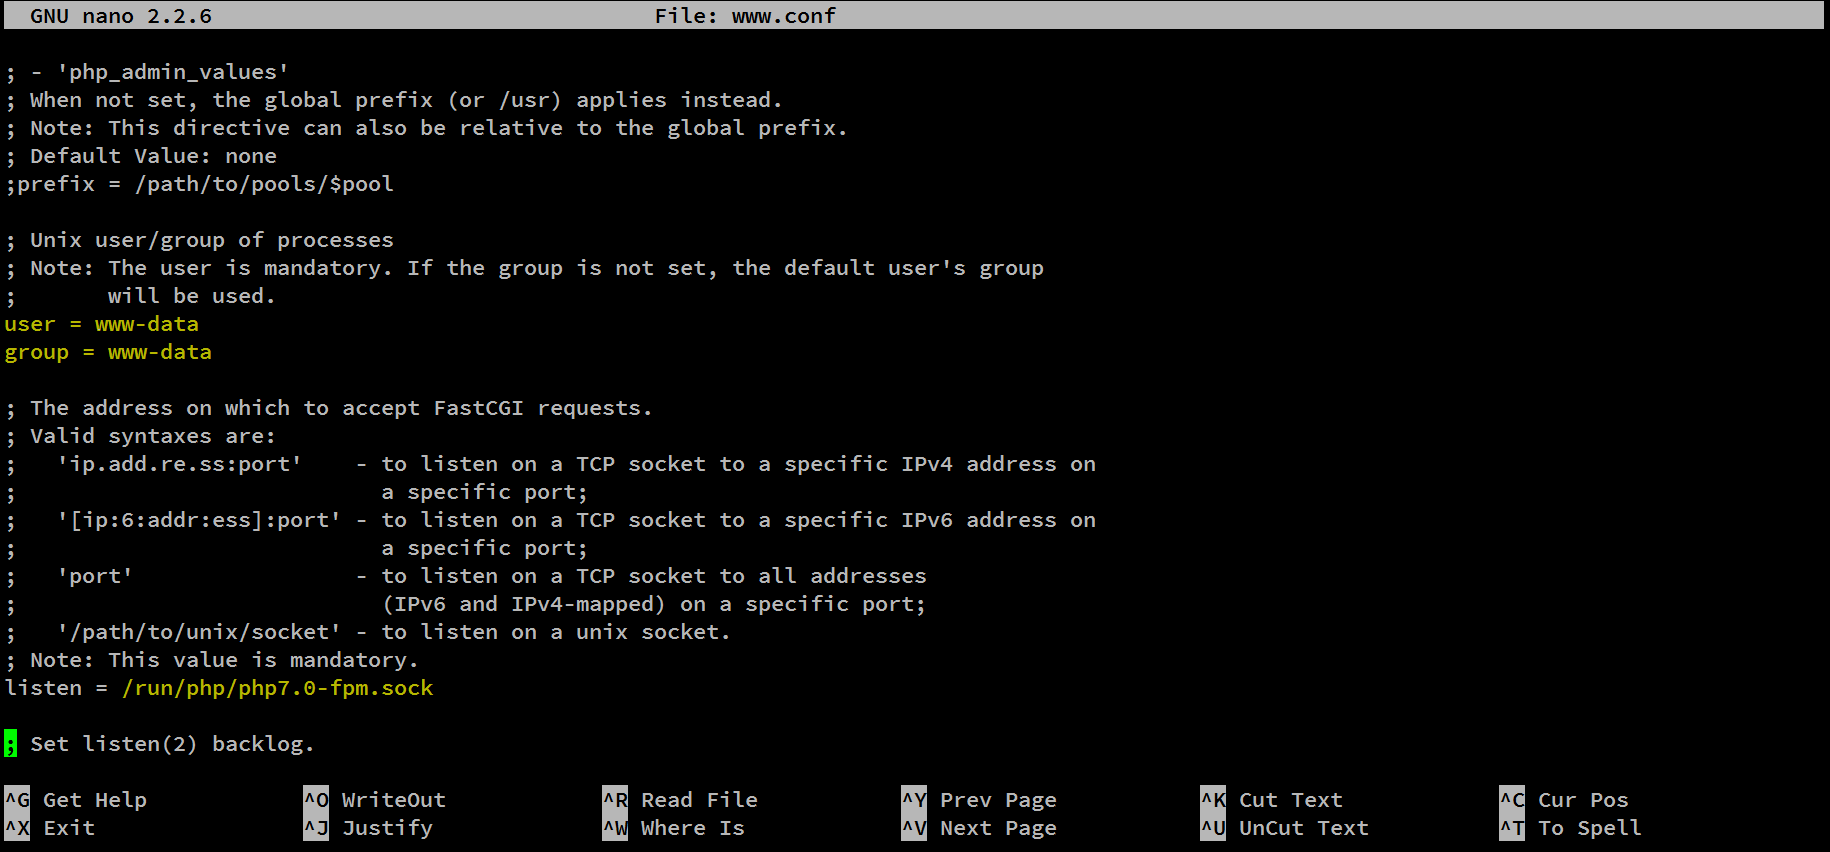 GNU nano 2.2.6                                  File: www.conf

; - 'php_admin_values'
; When not set, the global prefix (or /usr) applies instead.
; Note: This directive can also be relative to the global prefix.
; Default Value: none
;prefix = /path/to/pools/$pool

; Unix user/group of processes
; Note: The user is mandatory. If the group is not set, the default user's group
;       will be used.
user = www-data
group = www-data

; The address on which to accept FastCGI requests.
; Valid syntaxes are:
;   'ip.add.re.ss:port'    - to listen on a TCP socket to a specific IPv4 address on
;                            a specific port;
;   '[ip:6:addr:ess]:port' - to listen on a TCP socket to a specific IPv6 address on
;                            a specific port;
;   'port'                 - to listen on a TCP socket to all addresses
;                            (IPv6 and IPv4-mapped) on a specific port;
;   '/path/to/unix/socket' - to listen on a unix socket.
; Note: This value is mandatory.
listen = /run/php/php7.0-fpm.sock

; Set listen(2) backlog.

^G Get Help            ^O WriteOut            ^R Read File           ^Y Prev Page           ^K Cut Text            ^C Cur Pos
^X Exit                ^J Justify             ^W Where Is            ^V Next Page           ^U UnCut Text          ^T To Spell